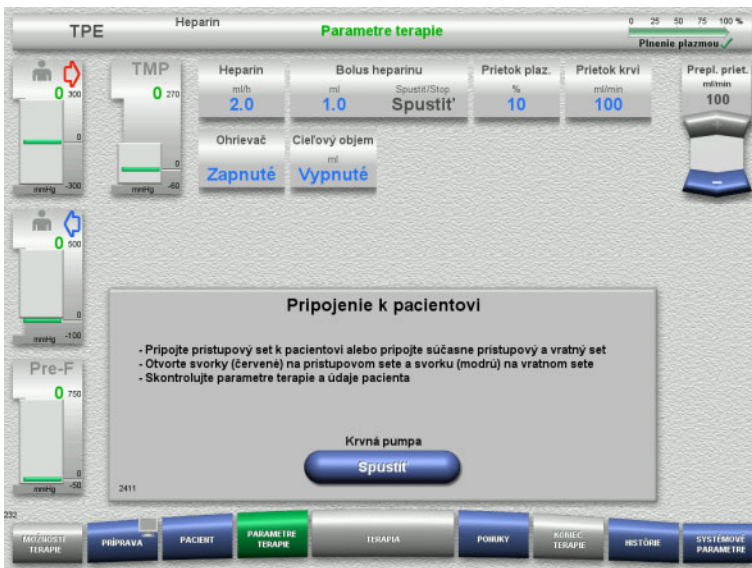 TPE
Heparin
Parametre terapie
0 25 50 75 100 %
Plnenie plazmou
0 300
0
mmHg -300
TMP
0 270
0
mmHg -60
Heparin
ml/h
2.0
Bolus heparínu
ml Spustiť/Stop
1.0 Spustiť
Prietok plaz.
%
10
Prietok krvi
ml/min
100
Prepl. priet.
ml/min
100
Ohrievač
Zapnuté
Cieľový objem
ml
Vypnuté
0 500
0
mmHg -100
Pre-F
0 750
0
mmHg -50
Pripojenie k pacientovi
- Pripojte prístupový set k pacientovi alebo pripojte súčasne prístupový a vratný set
- Otvorte svorky (červené) na prístupovom sete a svorku (modrú) na vratnom sete
- Skontrolujte parametre terapie a údaje pacienta
Krvná pumpa
Spustiť
2411
232
MOŽNOSTI
TERAPIE
PRÍPRAVA
PACIENT
PARAMETRE
TERAPIE
TERAPIA
PONUKY
KONIEC
TERAPIE
HISTÓRIE
SYSTÉMOVÉ
PARAMETRE